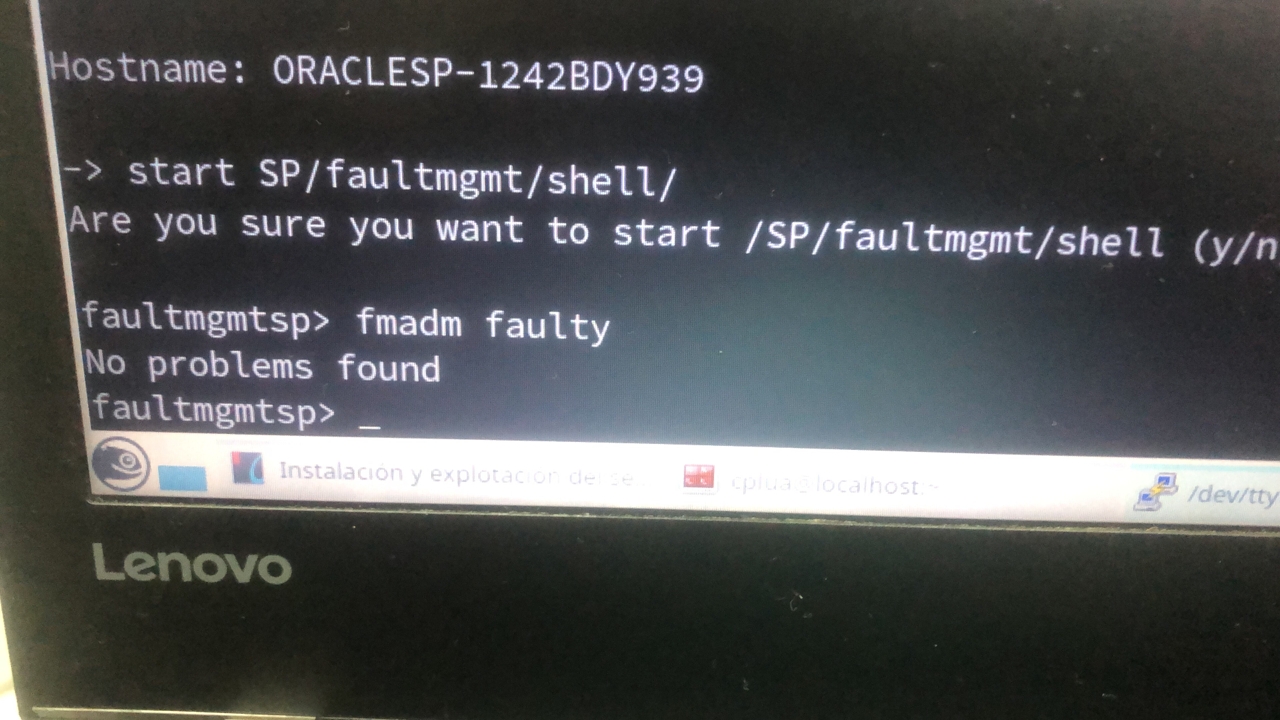 Hostname: ORACLESP-1242BDY939
-> start SP/faultmgmt/shell/
Are you sure you want to start /SP/faultmgmt/shell (y/n
faultmgmtsp> fmadm faulty
No problems found
faultmgmtsp> _
Instalación y explotación del se...
cplua@localhost:~
/dev/tty
Lenovo